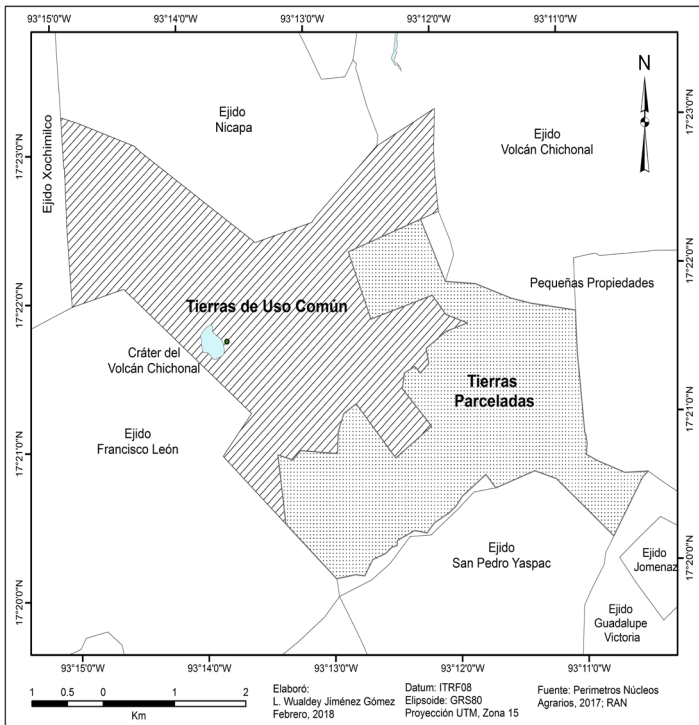 93°15'0"W 93°14'0"W 93°13'0"W 93°12'0"W 93°11'0"W
N
17°23'0"N
17°23'0"N
17°22'0"N
17°22'0"N
17°21'0"N
17°21'0"N
17°20'0"N
17°20'0"N
Ejido Xochimilco
Ejido
Nicapa
Ejido
Volcán Chichonal
Pequeñas Propiedades
Tierras de Uso Común
Cráter del
Volcán Chichonal
Tierras
Parceladas
Ejido
Francisco León
Ejido
San Pedro Yaspac
Ejido
Jomenaz
Ejido
Guadalupe
Victoria
93°15'0"W 93°14'0"W 93°13'0"W 93°12'0"W 93°11'0"W
1 0.5 0 1 2
Km
Elaboró:
L. Wualdey Jiménez Gómez
Febrero, 2018
Datum: ITRF08
Elipsoide: GRS80
Proyección UTM, Zona 15
Fuente: Perimetros Núcleos
Agrarios, 2017; RAN